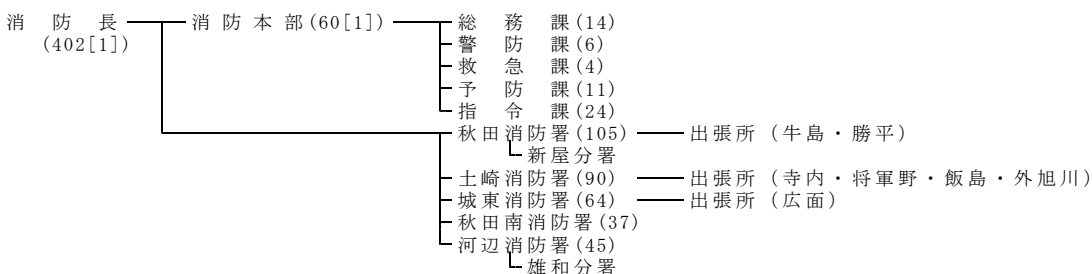 消防長 消防本部(60[1]) 総務課(14)
(402[1]) 警防課(6)
救急課(4)
予防課(11)
指令課(24)
秋田消防署(105) 出張所(牛島・勝平)
新屋分署
土崎消防署(90) 出張所(寺内・将軍野・飯島・外旭川)
城東消防署(64) 出張所(広面)
秋田南消防署(37)
河辺消防署(45)
雄和分署